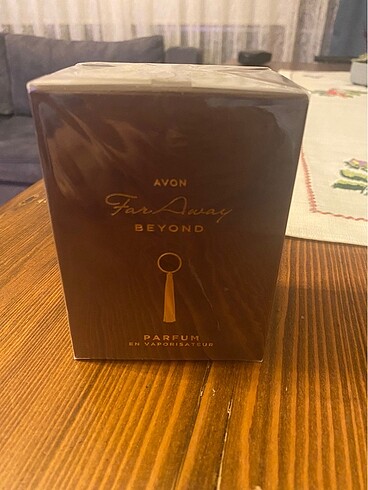 AVON
Far Away
BEYOND
PARFUM
EN VAPORISATEUR